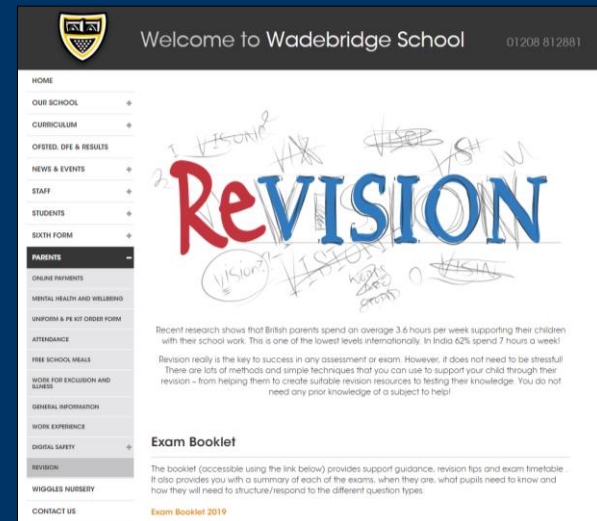 Welcome to Wadebridge School
01208 812881
HOME
OUR SCHOOL +
CURRICULUM +
OFSTED, DFE & RESULTS
NEWS & EVENTS +
STAFF +
STUDENTS +
SIXTH FORM +
PARENTS −
ONLINE PAYMENTS
MENTAL HEALTH AND WELLBEING
UNIFORM & PE KIT ORDER FORM
ATTENDANCE
FREE SCHOOL MEALS
WORK FOR EXCLUSION AND
ILLNESS
GENERAL INFORMATION
WORK EXPERIENCE
DIGITAL SAFETY +
REVISION
WIGGLES NURSERY
CONTACT US
ReVISION
Recent research shows that British parents spend an average 3.6 hours per week supporting their children
with their school work. This is one of the lowest levels internationally. In India 62% spend 7 hours a week!
Revision really is the key to success in any assessment or exam. However, it does not need to be stressful!
There are lots of methods and simple techniques that you can use to support your child through their
revision – from helping them to create suitable revision resources to testing their knowledge. You do not
need any prior knowledge of a subject to help!
Exam Booklet
The booklet (accessible using the link below) provides support guidance, revision tips and exam timetable .
It also provides you with a summary of each of the exams, when they are, what pupils need to know and
how they will need to structure/respond to the different question types.
Exam Booklet 2019